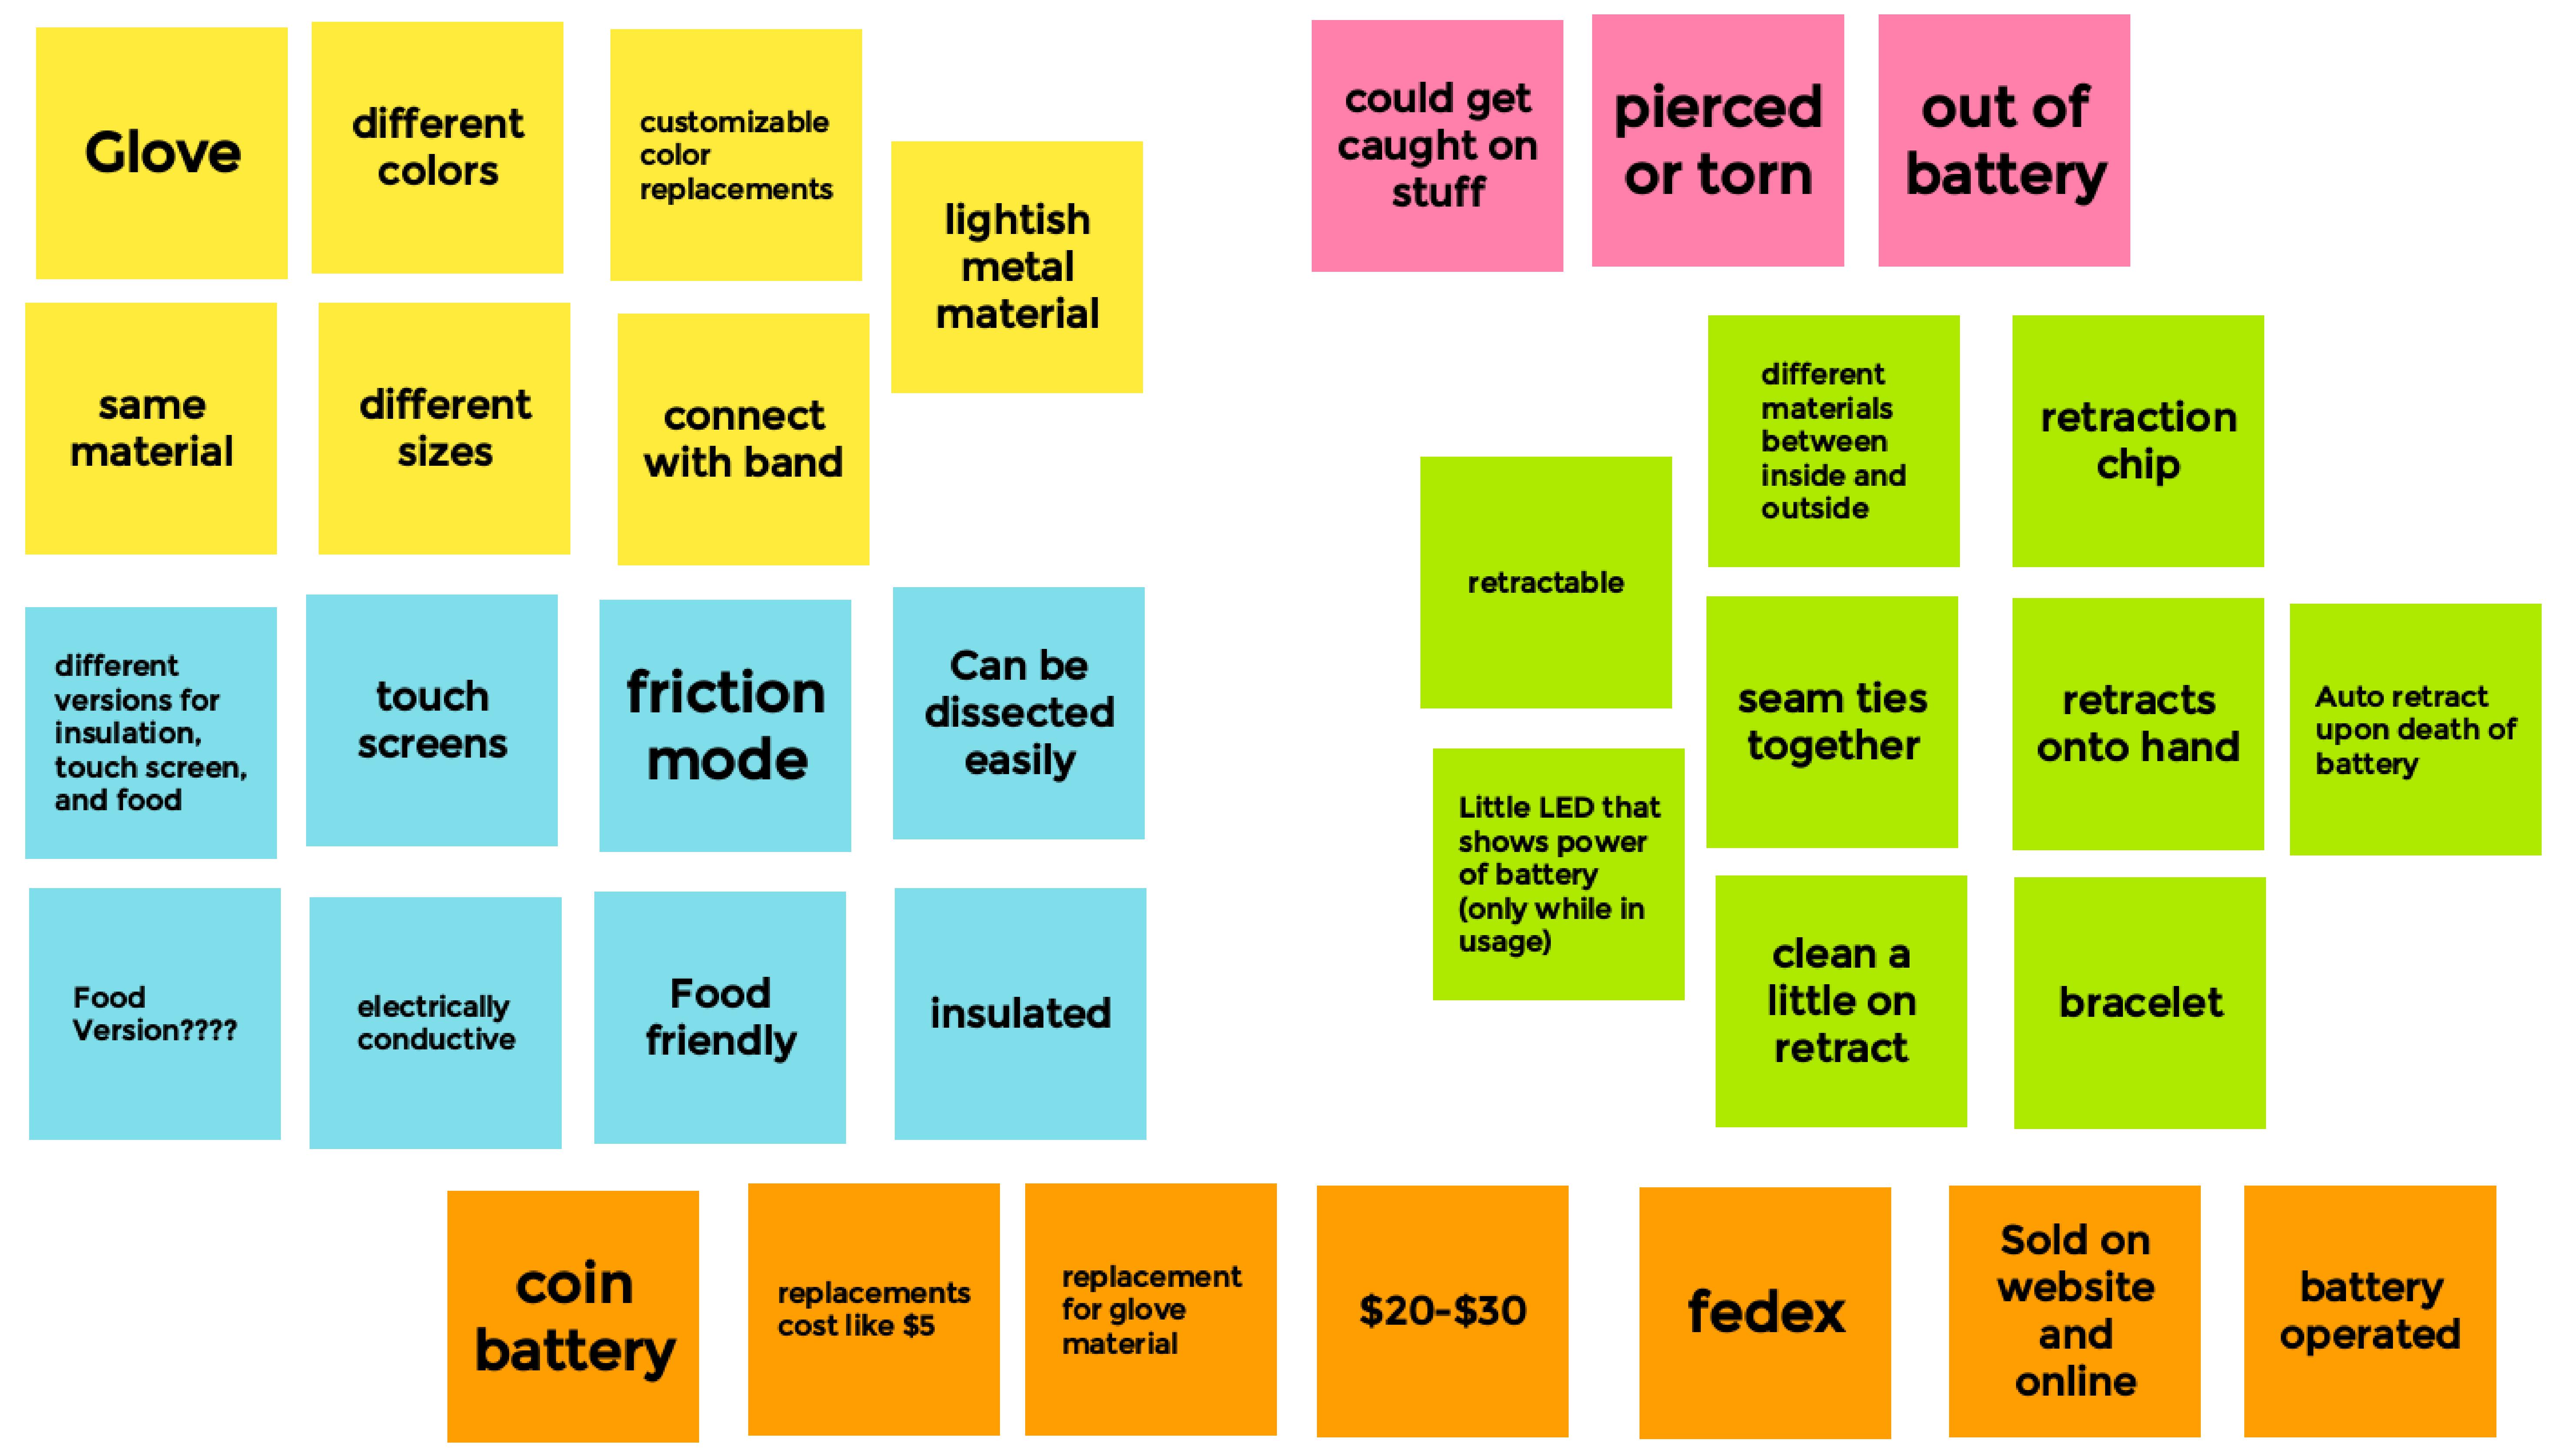 Glove
different
colors
customizable
color
replacements
lightish
metal
material
same
material
different
sizes
connect
with band
could get
caught on
stuff
pierced
or torn
out of
battery
different
versions for
insulation,
touch screen,
and food
touch
screens
friction
mode
Can be
dissected
easily
Food
Version????
electrically
conductive
Food
friendly
insulated
retractable
different
materials
between
inside and
outside
retraction
chip
seam ties
together
retracts
onto hand
Auto retract
upon death of
battery
Little LED that
shows power
of battery
(only while in
usage)
clean a
little on
retract
bracelet
coin
battery
replacements
cost like $5
replacement
for glove
material
$20-$30
fedex
Sold on
website
and
online
battery
operated